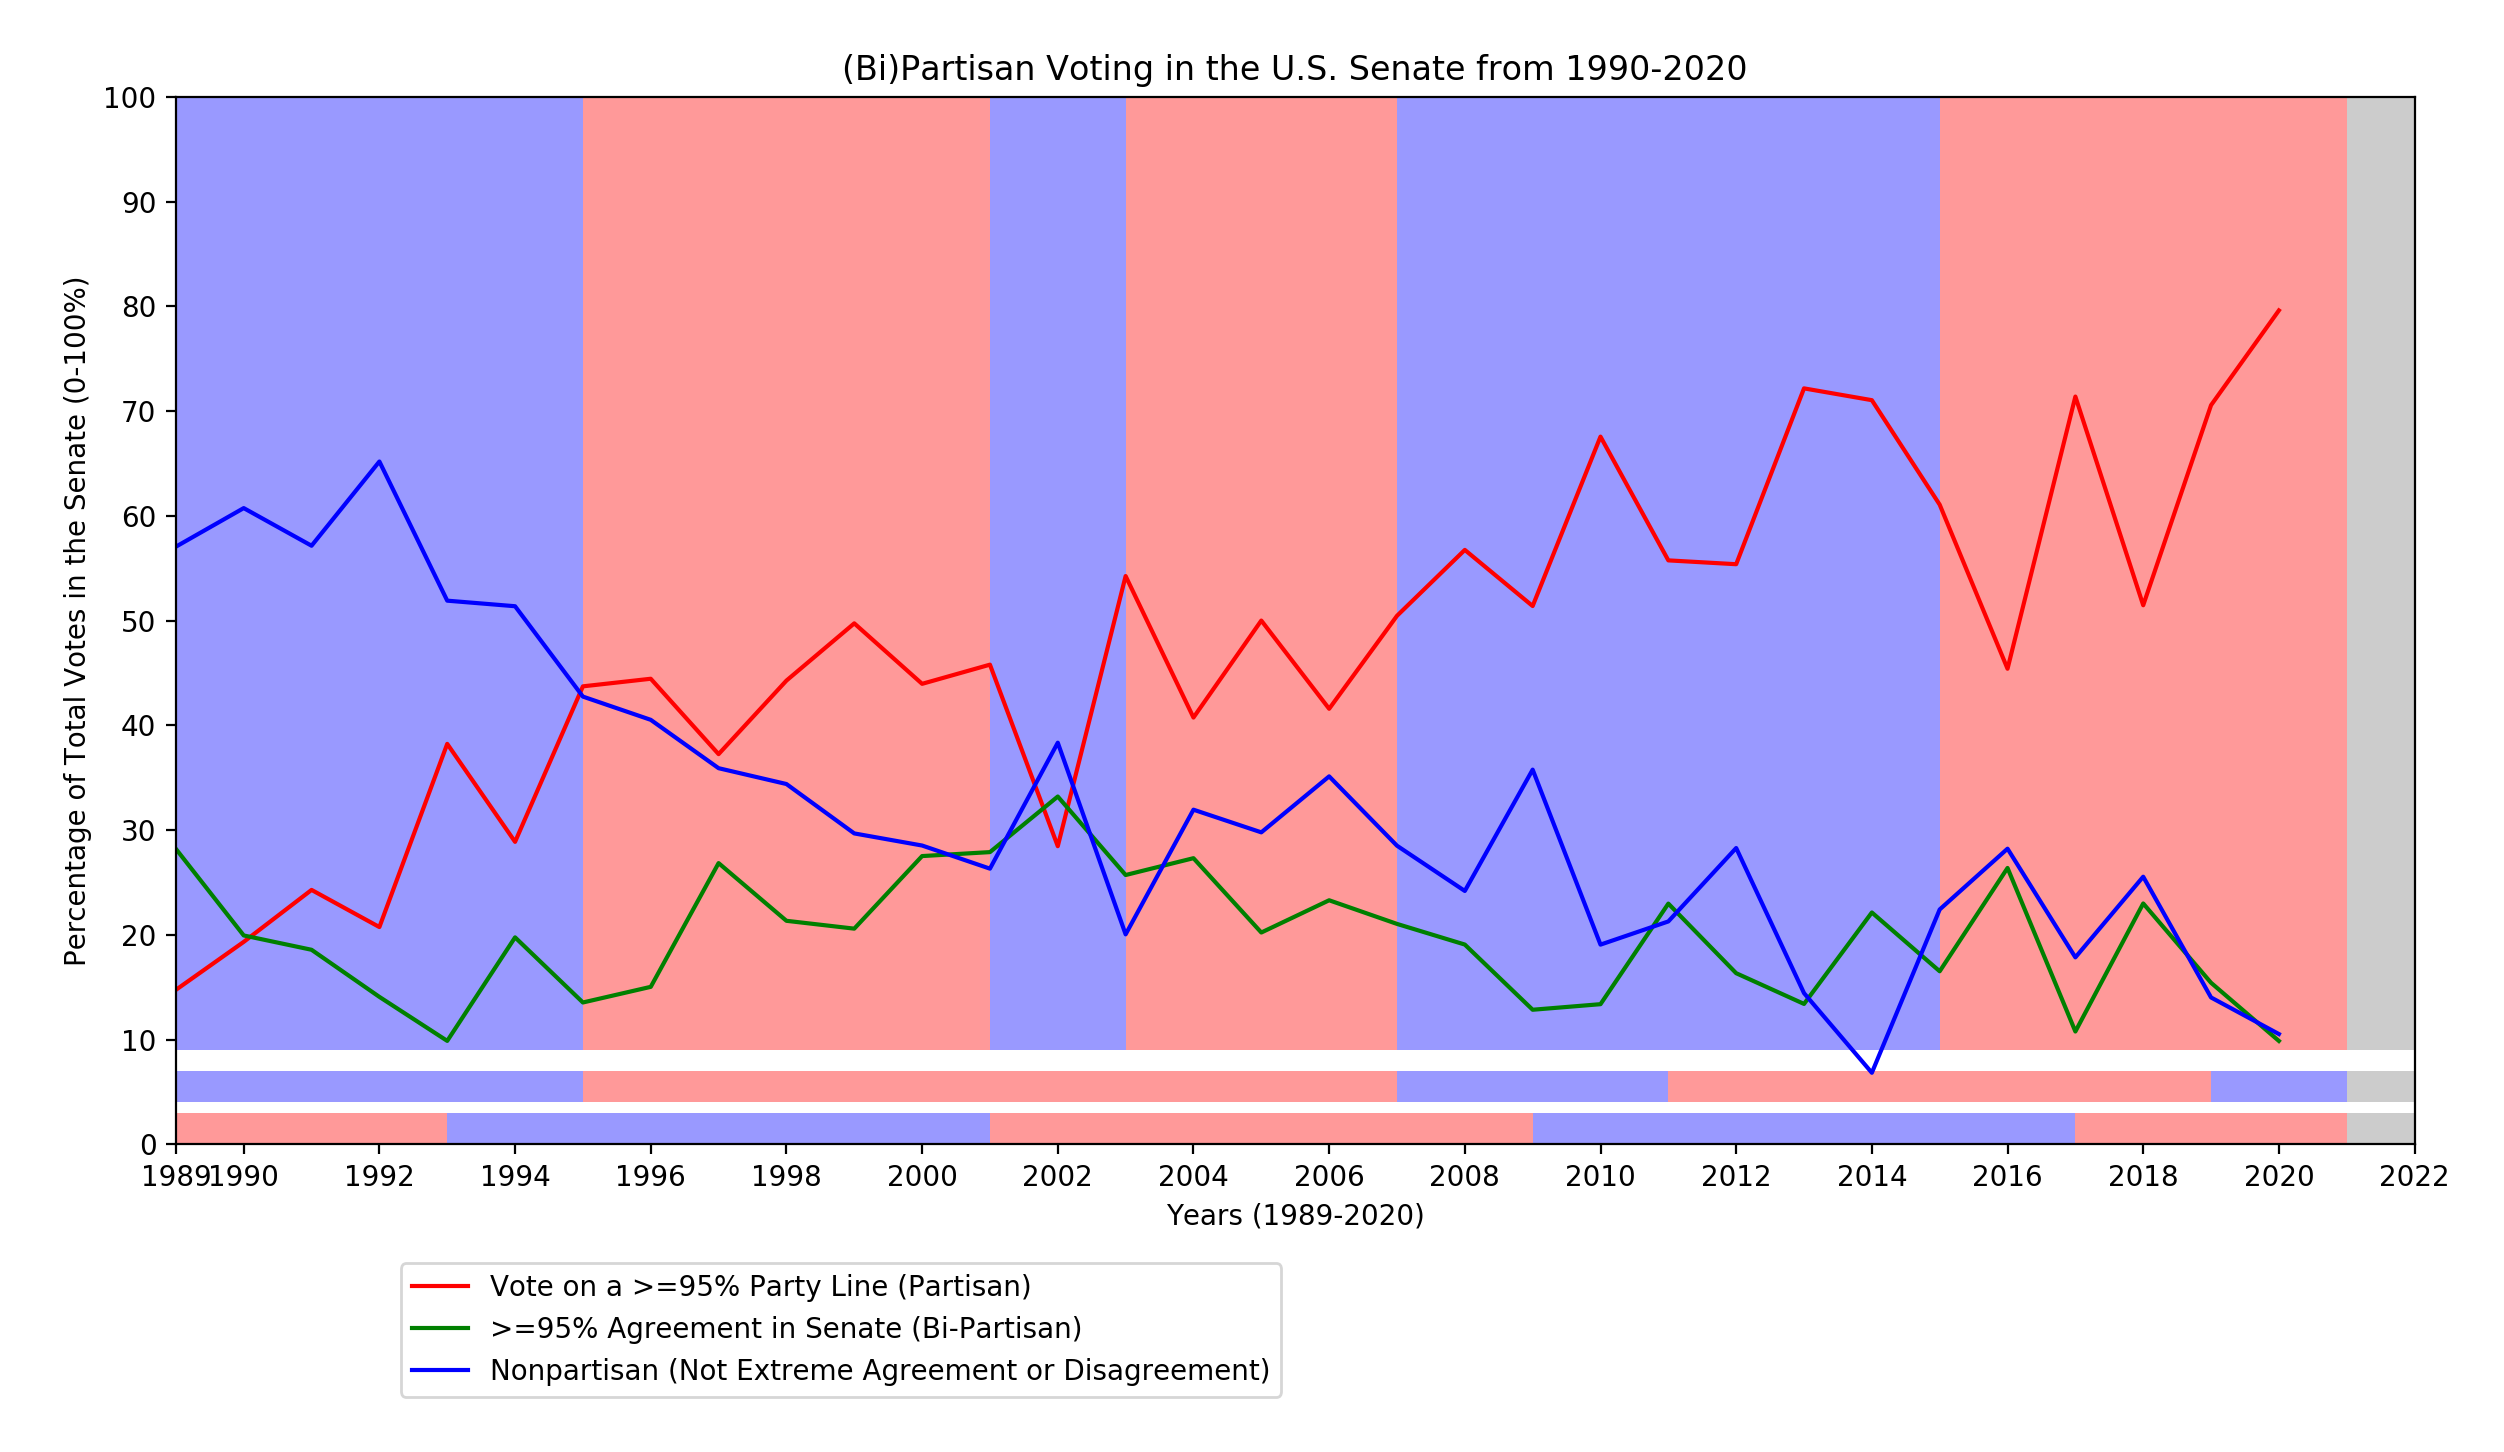 (Bi)Partisan Voting in the U.S. Senate from 1990-2020
100
90
80
70
60
50
40
30
20
10
0
Percentage of Total Votes in the Senate (0-100%)
1989 1990 1992 1994 1996 1998 2000 2002 2004 2006 2008 2010 2012 2014 2016 2018 2020 2022
Years (1989-2020)
Vote on a >=95% Party Line (Partisan)
>=95% Agreement in Senate (Bi-Partisan)
Nonpartisan (Not Extreme Agreement or Disagreement)